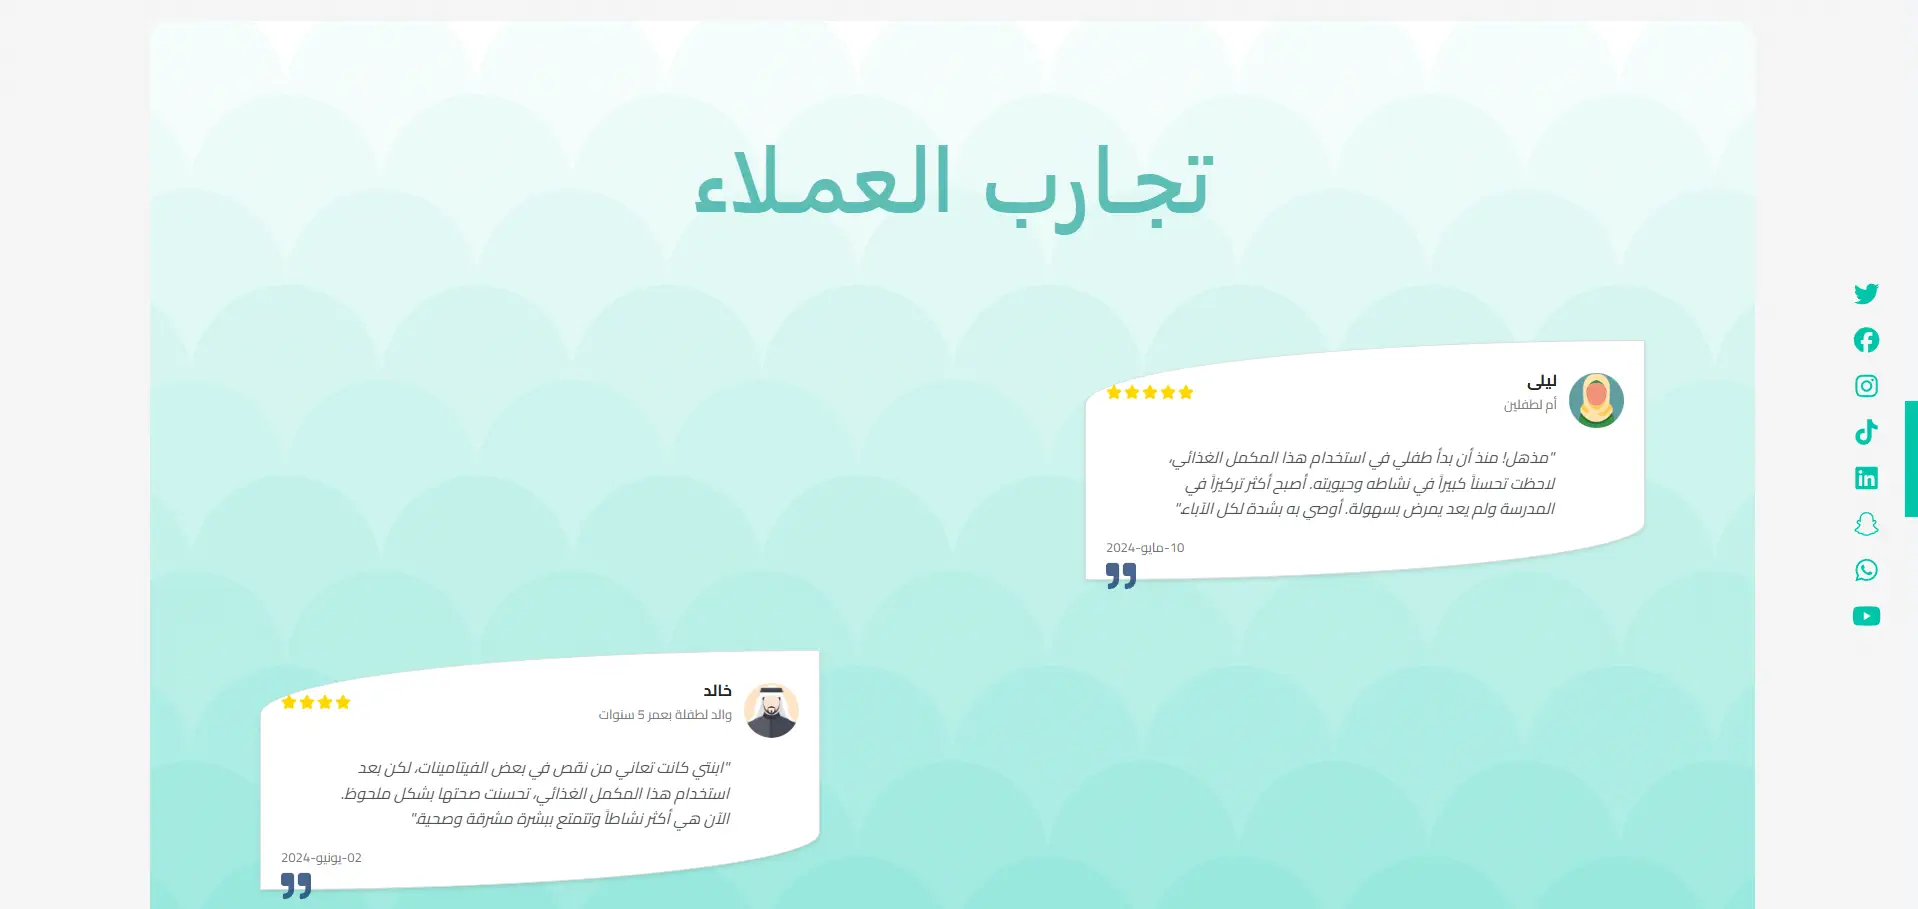 تجارب العملاء
ليلى
أم لطفلين
"مذهل! منذ أن بدأ طفلي في استخدام هذا المكمل الغذائي،
لاحظت تحسناً كبيراً في نشاطه وحيويته. أصبح أكثر تركيزاً في
المدرسة ولم يعد يمرض بسهولة. أوصي به بشدة لكل الآباء."
10-مايو-2024
خالد
والد لطفلة بعمر 5 سنوات
"ابنتي كانت تعاني من نقص في بعض الفيتامينات، لكن بعد
استخدام هذا المكمل الغذائي، تحسنت صحتها بشكل ملحوظ.
الآن هي أكثر نشاطاً وتتمتع ببشرة مشرقة وصحية."
02-يونيو-2024